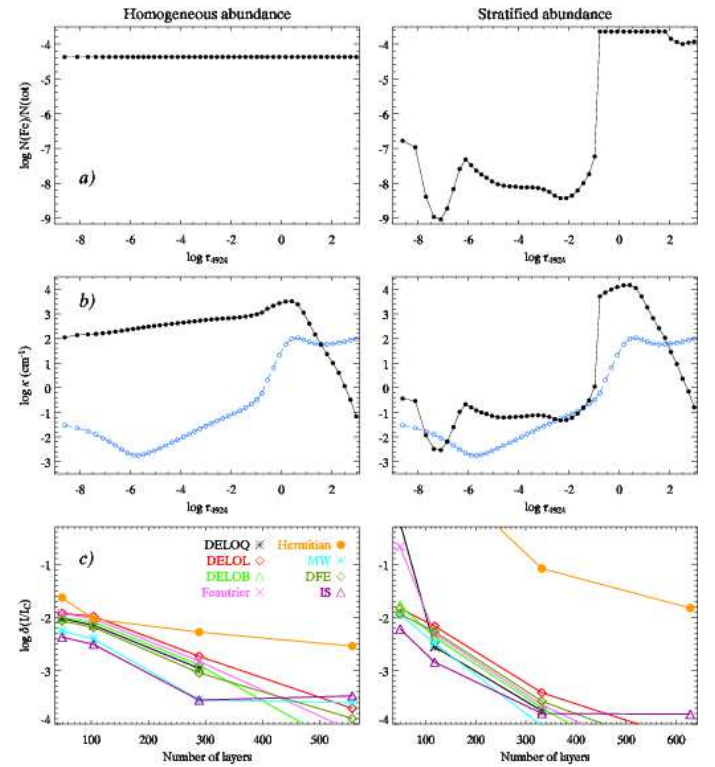 Homogeneous abundance
Stratified abundance
-4
-5
-6
-7
-8
-9
log N(Fe)/N(tot)
a)
-8 -6 -4 -2 0 2
log τ4924
-4
-5
-6
-7
-8
-9
-8 -6 -4 -2 0 2
log τ4924
4
3
2
1
0
-1
-2
-3
log κ (cm⁻¹)
b)
-8 -6 -4 -2 0 2
log τ4924
4
3
2
1
0
-1
-2
-3
-8 -6 -4 -2 0 2
log τ4924
-1
-2
-3
-4
log δ(I/Ic)
c)
DELOQ Hermitian
DELOL MW
DELOB DFE
Feautrier IS
100 200 300 400 500
Number of layers
-1
-2
-3
-4
100 200 300 400 500 600
Number of layers